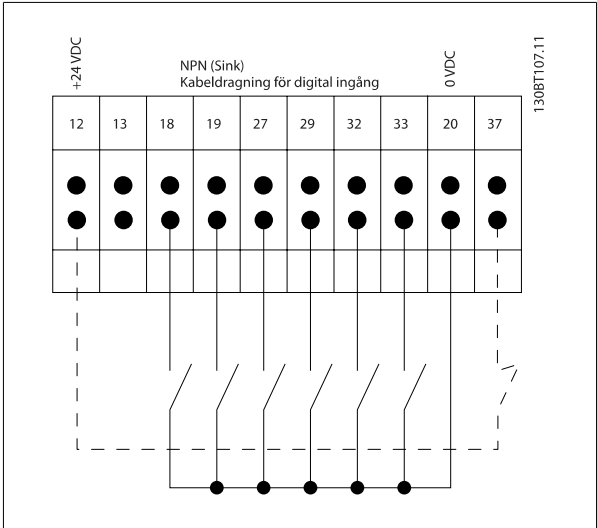 +24 VDC
NPN (Sink)
Kabeldragning för digital ingång
0 VDC
130BT107.11
12 13 18 19 27 29 32 33 20 37